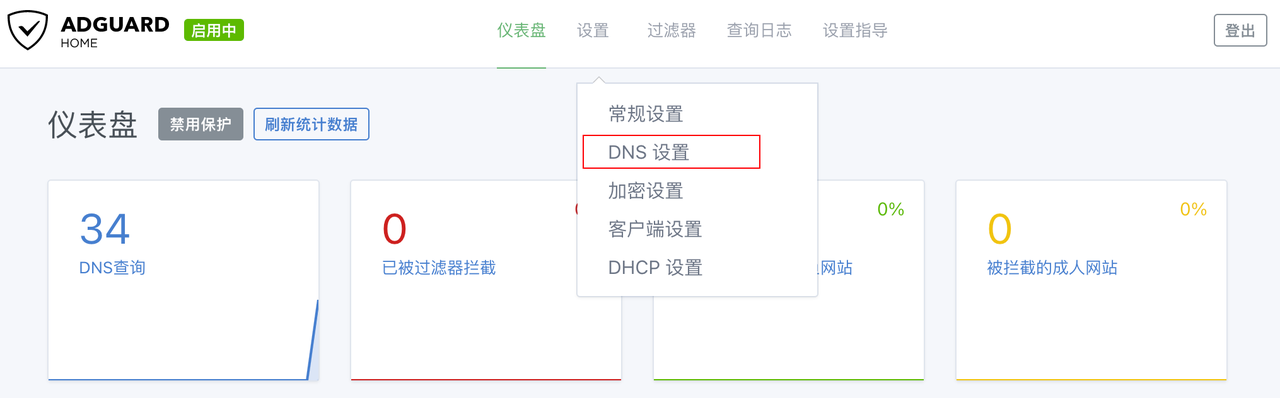 ADGUARD
HOME
启用中
仪表盘 设置 过滤器 查询日志 设置指导
登出
仪表盘
禁用保护
刷新统计数据
常规设置
DNS 设置
加密设置
客户端设置
DHCP 设置
34
DNS查询
0
已被过滤器拦截
0%
网站
0%
0
被拦截的成人网站